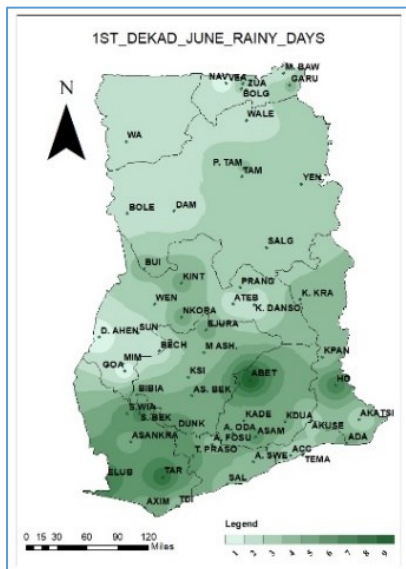 1ST_DEKAD_JUNE_RAINY_DAYS
N
M. BAW
NAVVEA ZUA GARU
BOLG
WALE
WA
P. TAM
TAM
YEN
BOLE DAM
SALG
BUI
KINT PRANG
WEN ATEB K. DANSO K. KRA
NKORA
SUN EJURA
D. AHEN
BECH M ASH. KPAN
MIM
GOA
KSI ABET HO
BIBIA AS. BEK
S.WIA
S. BEK KADE KDUA AKATSI
DUNK A. ODA AKUSE
ASANKRA A. FOSU ASAM ADA
T. PRASO ACC
A. SWE TEMA
ELUB TAR SAL
AXIM TDI
0 15 30 60 90 120
Miles
Legend
1 2 3 4 5 6 7 8 9